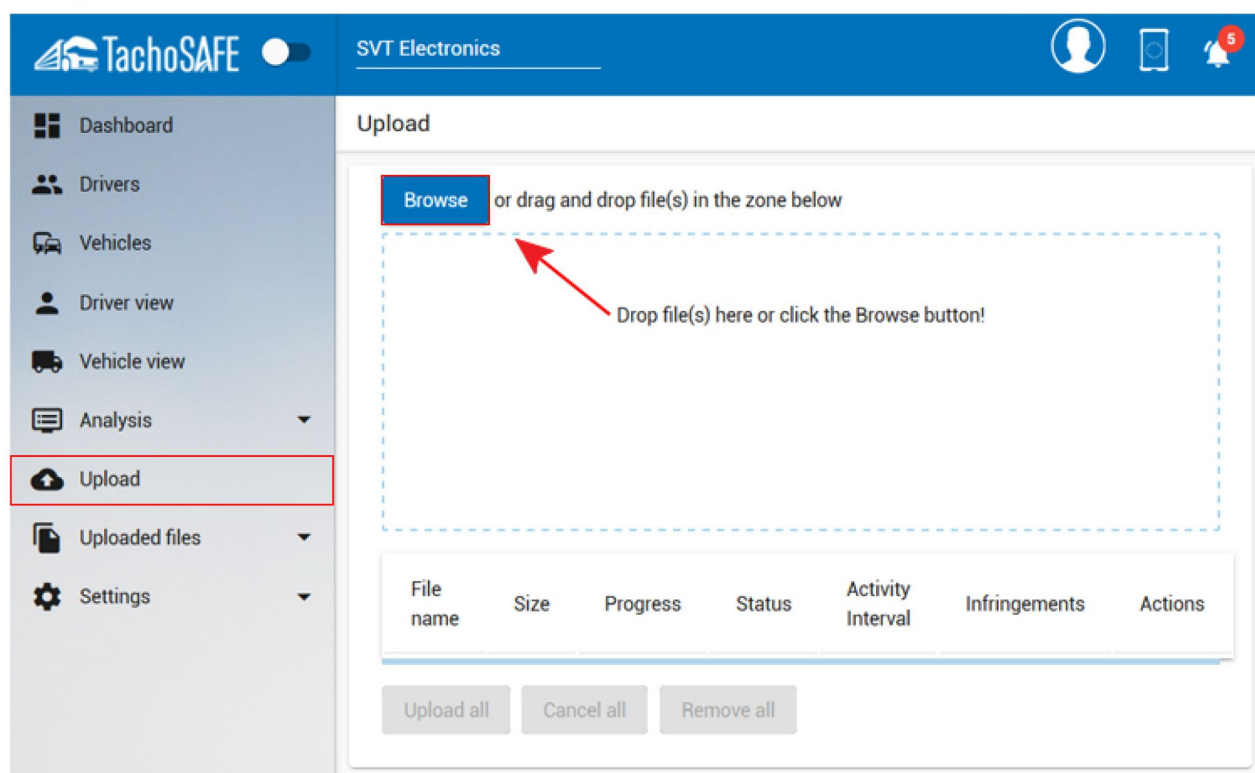 TachoSAFE
SVT Electronics
5
Dashboard
Drivers
Vehicles
Driver view
Vehicle view
Analysis
Upload
Uploaded files
Settings
Upload
Browse or drag and drop file(s) in the zone below
Drop file(s) here or click the Browse button!
File name
Size
Progress
Status
Activity Interval
Infringements
Actions
Upload all
Cancel all
Remove all